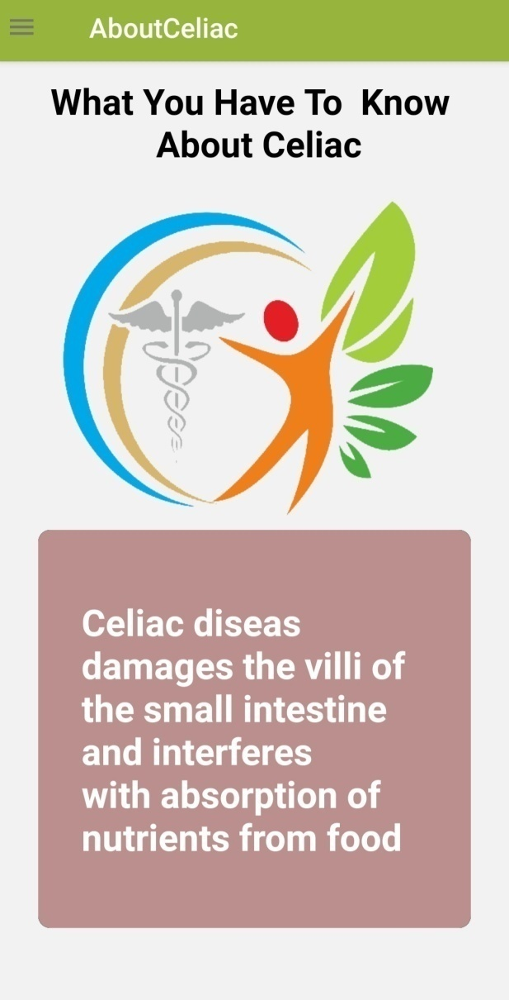 AboutCeliac
What You Have To  Know
About Celiac
Celiac diseas
damages the villi of
the small intestine
and interferes
with absorption of
nutrients from food